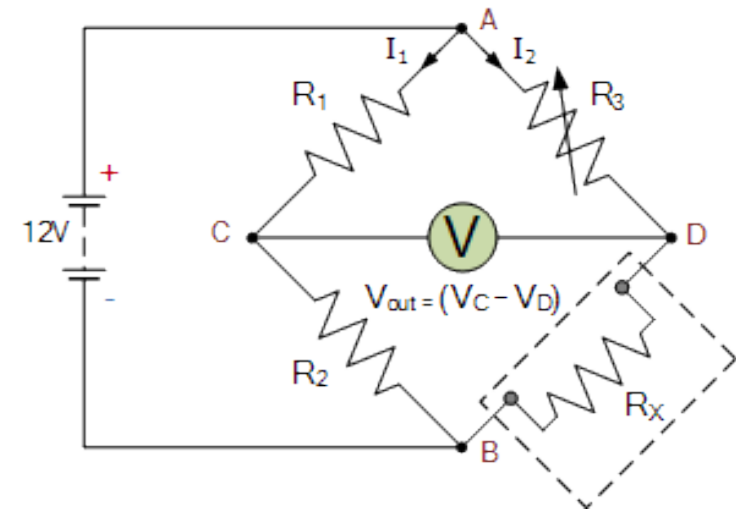 A
I₁
I₂
R₁
R₃
+
12V
C
V
D
Vout = (VC – VD)
-
R₂
RX
B